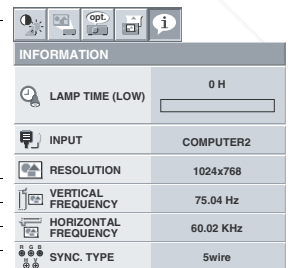 opt.
i
INFORMATION
LAMP TIME (LOW)
0 H
INPUT
COMPUTER2
RESOLUTION
1024x768
VERTICAL
FREQUENCY
75.04 Hz
HORIZONTAL
FREQUENCY
60.02 KHz
R G B
H V
SYNC. TYPE
5wire